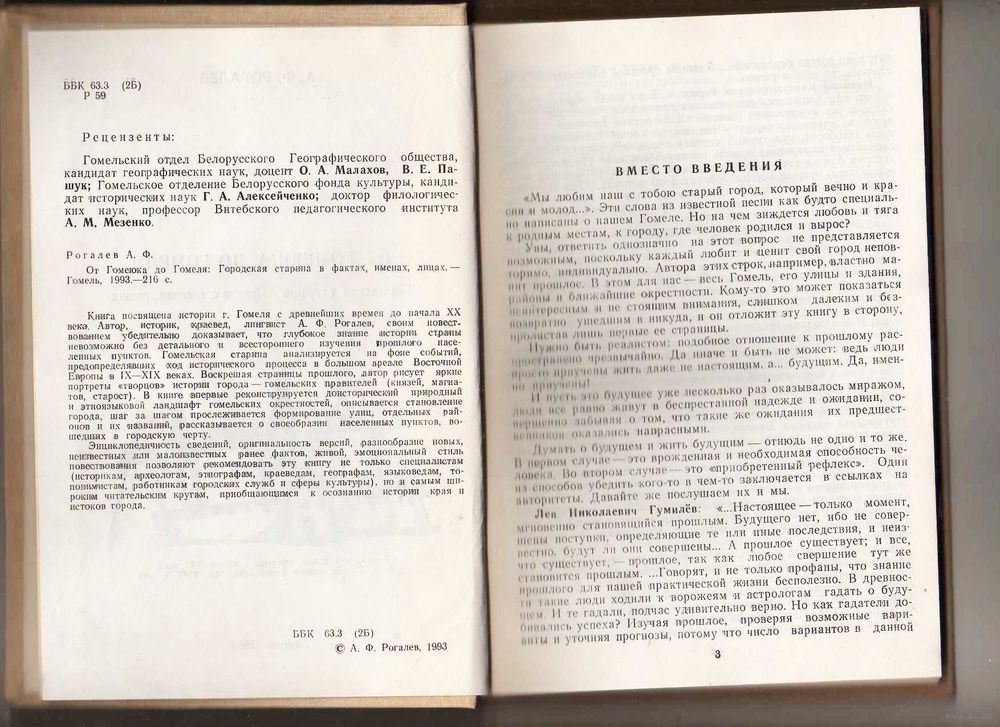 ББК 63.3 (2Б)
Р 59
Рецензенты:
Гомельский отдел Белорусского Географического общества,
кандидат географических наук, доцент О. А. Малахов, В. Е. Па-
шук; Гомельское отделение Белорусского фонда культуры, канди-
дат исторических наук Г. А. Алексейченко; доктор филологичес-
ких наук, профессор Витебского педагогического института
А. М. Мезенко.
Рогалев А. Ф.
От Гомеюка до Гомеля: Городская старина в фактах, именах, лицах. —
Гомель, 1993.—216 с.
Книга посвящена истории г. Гомеля с древнейших времен до начала XX
века. Автор, историк, краевед, лингвист А. Ф. Рогалев, своим повест-
вованием убедительно доказывает, что глубокое знание истории страны
невозможно без детального и всестороннего изучения прошлого насе-
ленных пунктов. Гомельская старина анализируется на фоне событий,
предопределявших ход исторического процесса в большом ареале Восточной
Европы в IX—XIX веках. Воскрешая страницы прошлого, автор рисует яркие
портреты «творцов» истории города — гомельских правителей (князей, магна-
тов, старост). В книге впервые реконструируется доисторический природный
и этноязыковой ландшафт гомельских окрестностей, описывается становление
города, шаг за шагом прослеживается формирование улиц, отдельных рай-
онов и их названий, рассказывается о своеобразии населенных пунктов, во-
шедших в городскую черту.
Энциклопедичность сведений, оригинальность версий, разнообразие новых,
неизвестных или малоизвестных ранее фактов, живой, эмоциональный стиль
повествования позволяют рекомендовать эту книгу не только специалистам
(историкам, археологам, этнографам, краеведам, географам, языковедам, то-
понимистам, работникам городских служб и сферы культуры), но и самым ши-
роким читательским кругам, приобщающимся к осознанию истории края и
истоков города.
ББК 63.3 (2Б)
© А. Ф. Рогалев, 1993
ВМЕСТО ВВЕДЕНИЯ
«Мы любим наш с тобою старый город, который вечно и кра-
сив и молод...». Эти слова из известной песни как будто специаль-
но написаны о нашем Гомеле. Но на чем зиждется любовь и тяга
к родным местам, к городу, где человек родился и вырос?
Увы, ответить однозначно на этот вопрос не представляется
возможным, поскольку каждый любит и ценит свой город непов-
торимо, индивидуально. Автора этих строк, например, властно ма-
нит прошлое. В этом для нас — весь Гомель, его улицы и здания,
районы и ближайшие окрестности. Кому-то это может показаться
неинтересным и не стоящим внимания, слишком далеким и без-
возвратно ушедшим в никуда, и он отложит эту книгу в сторону,
пролистав лишь первые ее страницы.
Нужно быть реалистом: подобное отношение к прошлому рас-
пространено чрезвычайно. Да иначе и быть не может: ведь люди
просто приучены жить даже не настоящим, а... будущим. Да, имен-
но приучены!
И пусть это будущее уже несколько раз оказывалось миражом,
люди все равно живут в беспрестанной надежде и ожидании, со-
вершенно забывая о том, что такие же ожидания их предшест-
венников оказались напрасными.
Думать о будущем и жить будущим — отнюдь не одно и то же.
В первом случае — это врожденная и необходимая способность че-
ловека. Во втором случае — это «приобретенный рефлекс». Один
из способов убедить кого-то в чем-то заключается в ссылках на
авторитеты. Давайте же послушаем их и мы.
Лев Николаевич Гумилёв: «...Настоящее — только момент,
мгновенно становящийся прошлым. Будущего нет, ибо не совер-
шены поступки, определяющие те или иные последствия, и неиз-
вестно, будут ли они совершены... А прошлое существует; и все,
что существует, — прошлое, так как любое свершение тут же
становится прошлым. ...Говорят, и не только профаны, что знание
прошлого для нашей практической жизни бесполезно. В древнос-
ти такие люди ходили к ворожеям и астрологам гадать о буду-
щем. И те гадали, подчас удивительно верно. Но как гадатели до-
бивались успеха? Изучая прошлое, проверяя возможные вари-
анты и уточняя прогнозы, потому что число вариантов в данной
3